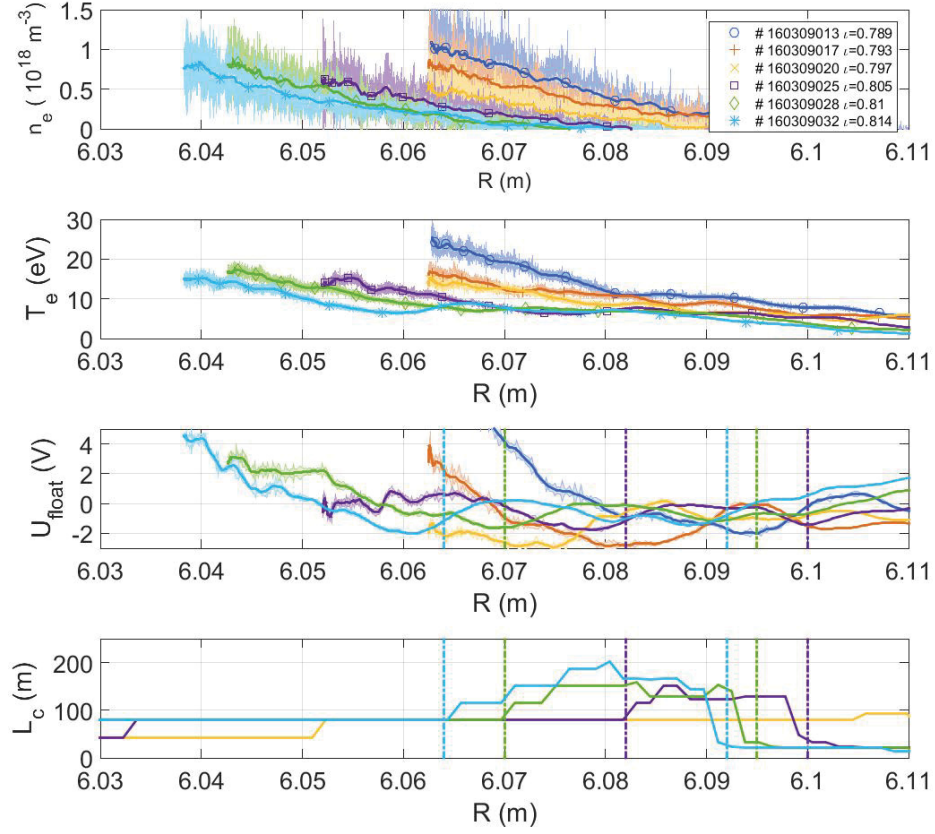 n_e ( 10^18 m^-3)
1.5
1
0.5
0
# 160309013 ι=0.789
# 160309017 ι=0.793
# 160309020 ι=0.797
# 160309025 ι=0.805
# 160309028 ι=0.81
# 160309032 ι=0.814
6.03 6.04 6.05 6.06 6.07 6.08 6.09 6.1 6.11
R (m)
T_e (eV)
30
20
10
0
6.03 6.04 6.05 6.06 6.07 6.08 6.09 6.1 6.11
R (m)
U_float (V)
4
2
0
-2
6.03 6.04 6.05 6.06 6.07 6.08 6.09 6.1 6.11
R (m)
L_c (m)
200
100
0
6.03 6.04 6.05 6.06 6.07 6.08 6.09 6.1 6.11
R (m)